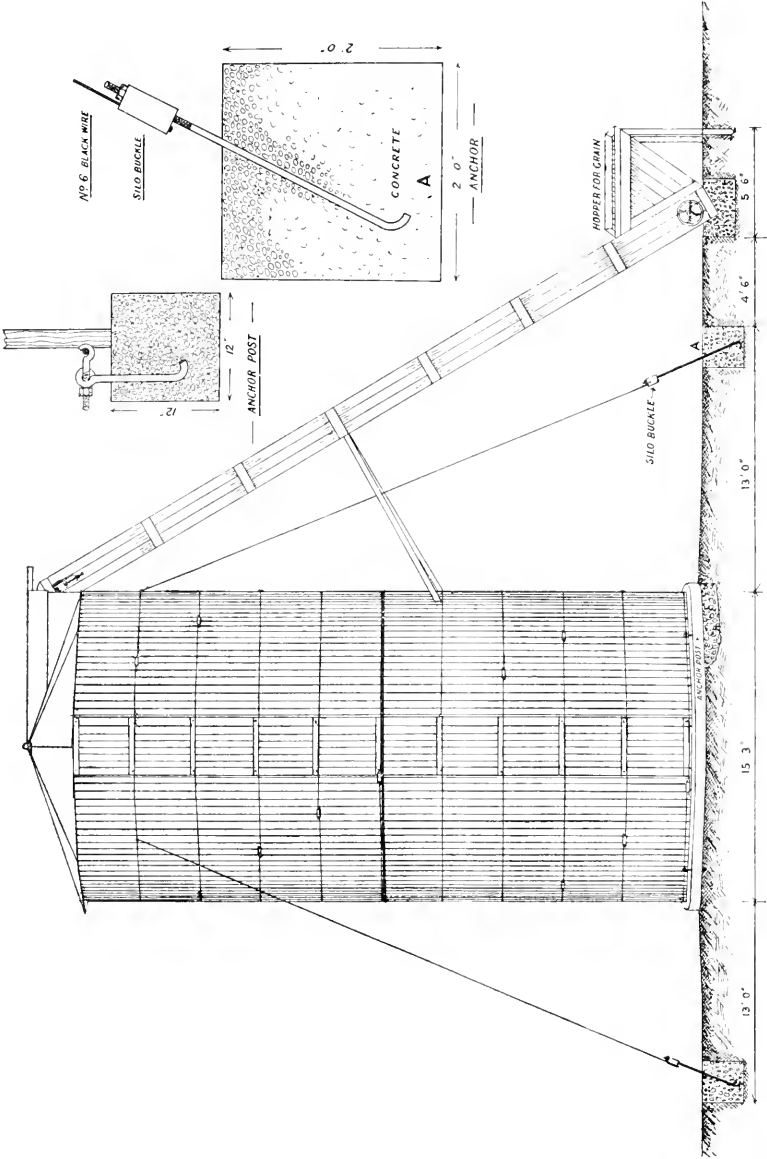 Nº 6 BLACK WIRE
SILO BUCKLE
2' 0"
CONCRETE
A
2' 0"
ANCHOR
12"
12"
ANCHOR POST
HOPPER FOR GRAIN
SILO BUCKLE
A
ANCHOR POST
13' 0"
15' 3"
13' 0"
4' 6"
5' 6"